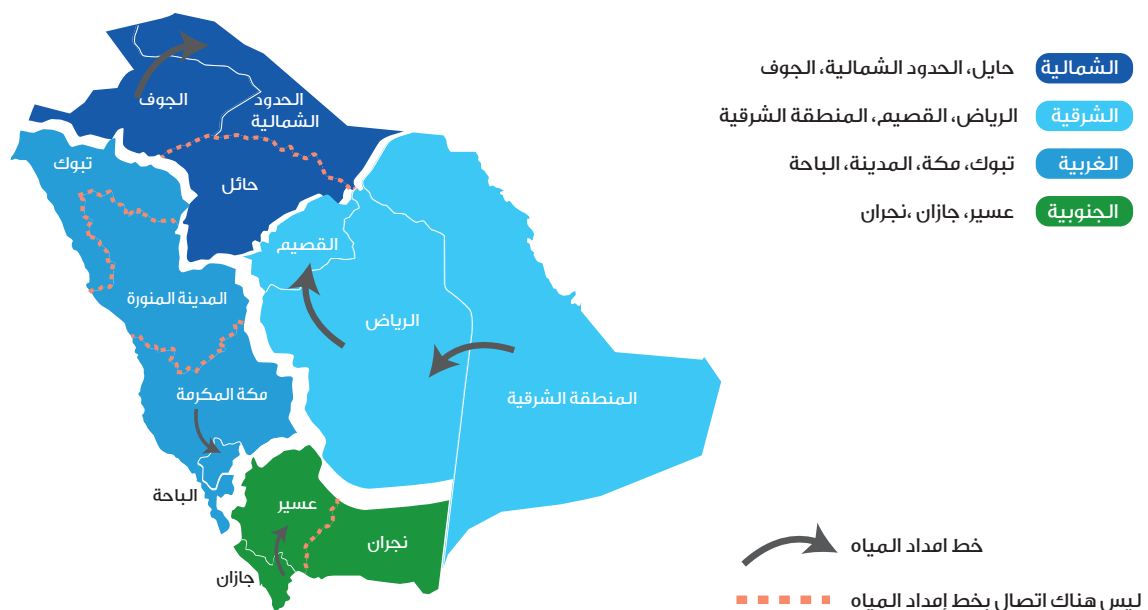 الشمالية حايل، الحدود الشمالية، الجوف
الشرقية الرياض، القصيم، المنطقة الشرقية
الغربية تبوك، مكة، المدينة، الباحة
الجنوبية عسير، جازان ،نجران
الجوف
الحدود
الشمالية
تبوك
حائل
القصيم
المدينة المنورة
الرياض
مكة المكرمة
المنطقة الشرقية
الباحة
عسير
نجران
جازان
خط امداد المياه
ليس هناك اتصال بخط إمداد المياه